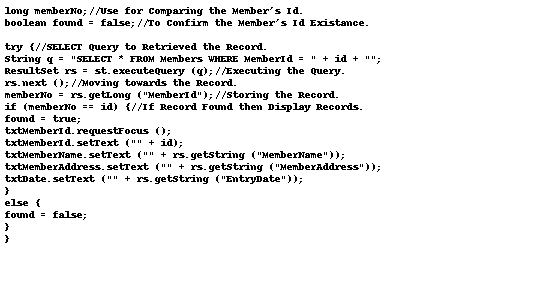 long memberNo;//Use for Comparing the Member's Id.
boolean found = false;//To Confirm the Member's Id Existance.
try {//SELECT Query to Retrieved the Record.
String q = "SELECT * FROM Members WHERE MemberId = " + id + "";
ResultSet rs = st.executeQuery (q);//Executing the Query.
rs.next ();//Moving towards the Record.
memberNo = rs.getLong ("MemberId");//Storing the Record.
if (memberNo == id) {//If Record Found then Display Records.
found = true;
txtMemberId.requestFocus ();
txtMemberId.setText ("" + id);
txtMemberName.setText ("" + rs.getString ("MemberName"));
txtMemberAddress.setText ("" + rs.getString ("MemberAddress"));
txtDate.setText ("" + rs.getString ("EntryDate"));
}
else {
found = false;
}
}